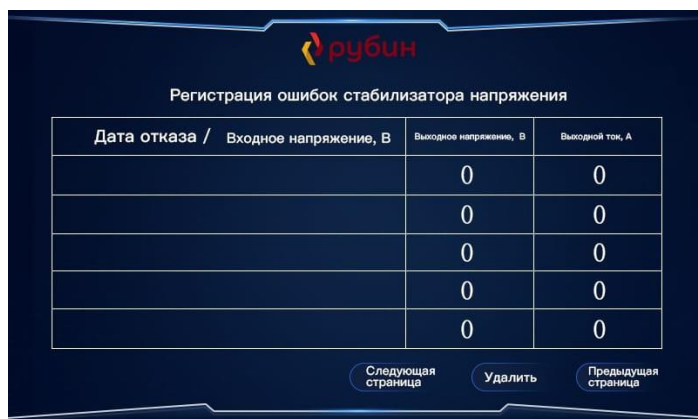 рубин
Регистрация ошибок стабилизатора напряжения
Дата отказа / Входное напряжение, В Выходное напряжение, В Выходной ток, А
0 0
0 0
0 0
0 0
0 0
Следующая Удалить Предыдущая
страница страница